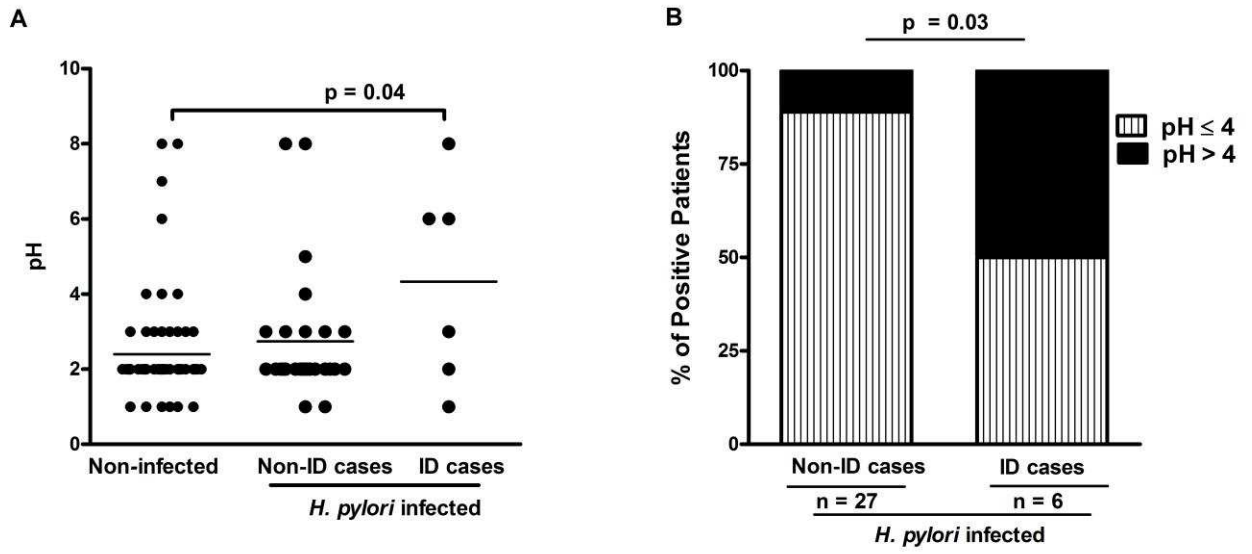 A
10
8
6
4
2
0
pH
p = 0.04
Non-infected
Non-ID cases
ID cases
H. pylori infected
B
p = 0.03
100
75
50
25
0
% of Positive Patients
pH ≤ 4
pH > 4
Non-ID cases
ID cases
n = 27
n = 6
H. pylori infected